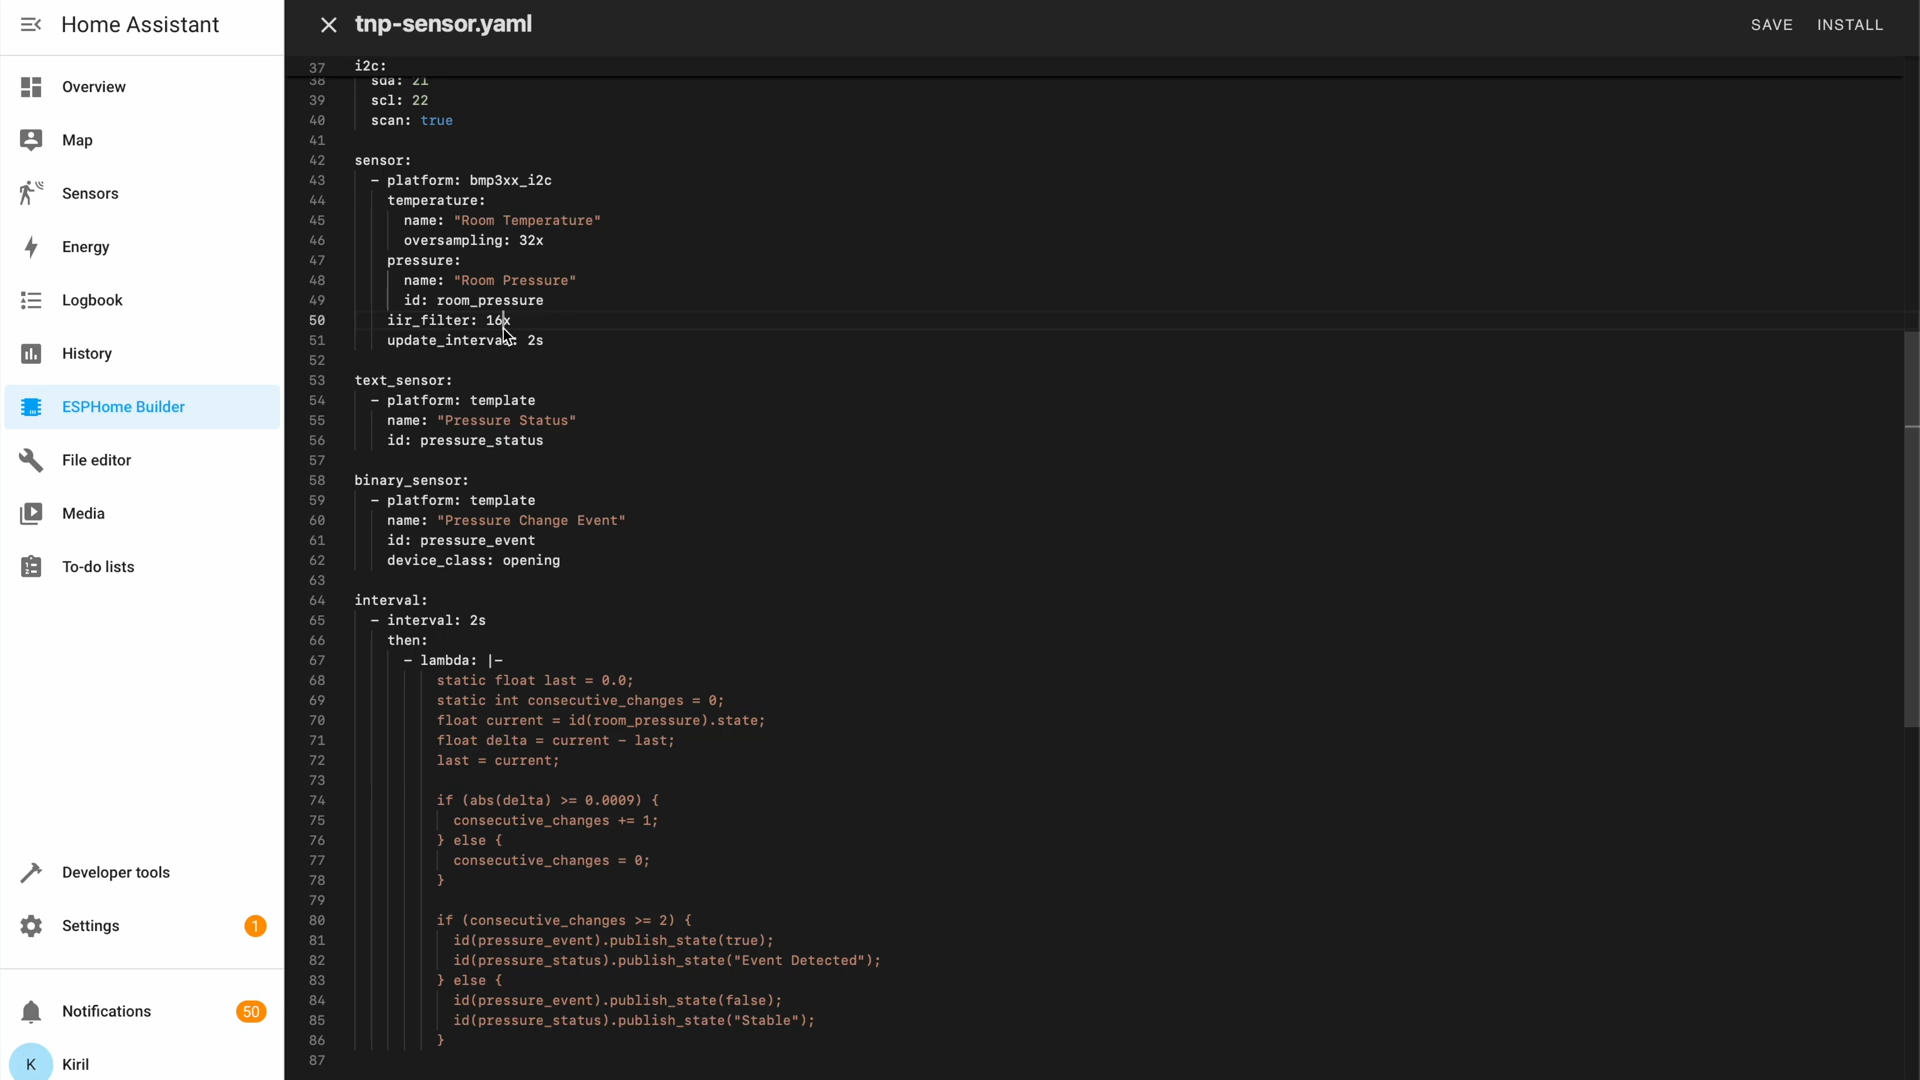 Home Assistant
Overview
Map
Sensors
Energy
Logbook
History
ESPHome Builder
File editor
Media
To-do lists
Developer tools
Settings
1
Notifications
50
K
Kiril
tnp-sensor.yaml
SAVE
INSTALL
37 i2c:
38 sda: 21
39 scl: 22
40 scan: true
41
42 sensor:
43 - platform: bmp3xx_i2c
44 temperature:
45 name: "Room Temperature"
46 oversampling: 32x
47 pressure:
48 name: "Room Pressure"
49 id: room_pressure
50 iir_filter: 16x
51 update_interval: 2s
52
53 text_sensor:
54 - platform: template
55 name: "Pressure Status"
56 id: pressure_status
57
58 binary_sensor:
59 - platform: template
60 name: "Pressure Change Event"
61 id: pressure_event
62 device_class: opening
63
64 interval:
65 - interval: 2s
66 then:
67 - lambda: |-
68 static float last = 0.0;
69 static int consecutive_changes = 0;
70 float current = id(room_pressure).state;
71 float delta = current - last;
72 last = current;
73
74 if (abs(delta) >= 0.0009) {
75 consecutive_changes += 1;
76 } else {
77 consecutive_changes = 0;
78 }
79
80 if (consecutive_changes >= 2) {
81 id(pressure_event).publish_state(true);
82 id(pressure_status).publish_state("Event Detected");
83 } else {
84 id(pressure_event).publish_state(false);
85 id(pressure_status).publish_state("Stable");
86 }
87